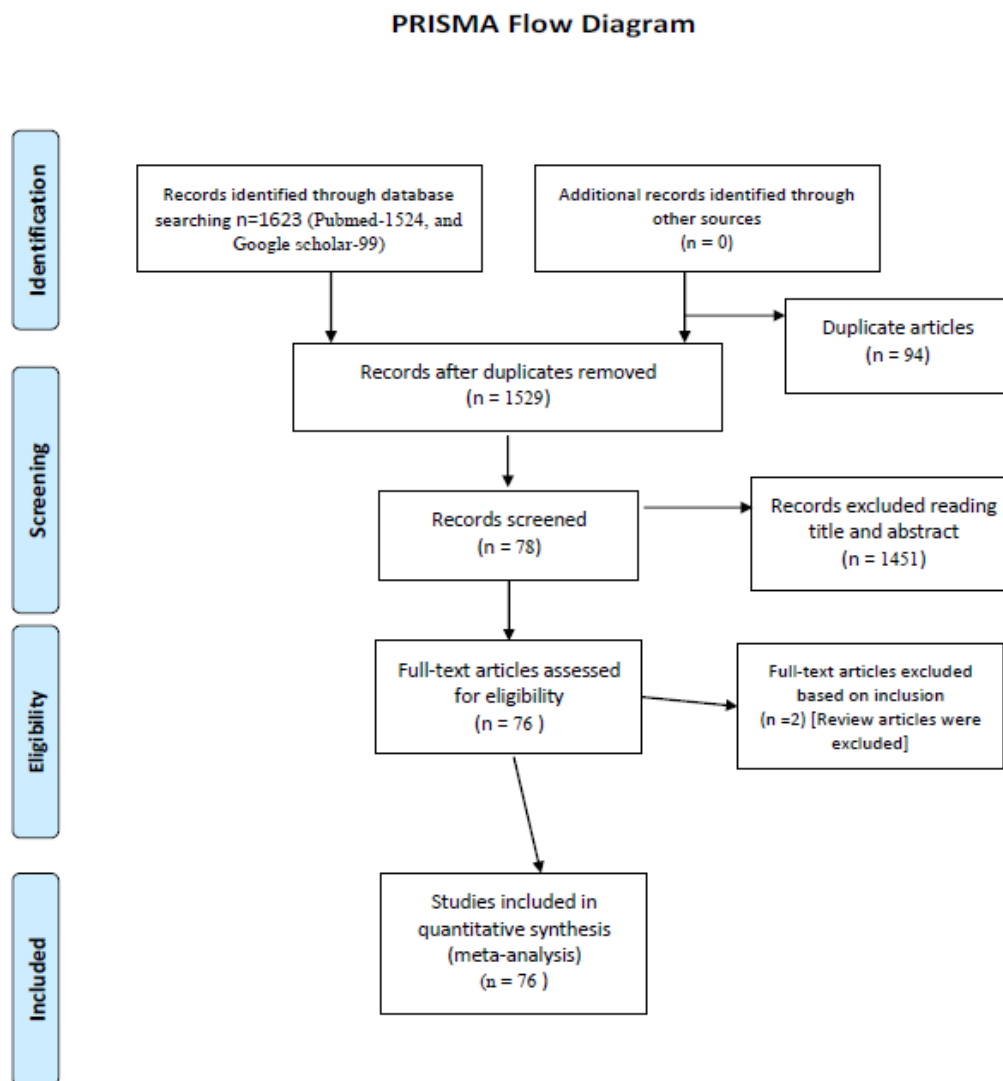 PRISMA Flow Diagram
Identification
Records identified through database
searching n=1623 (Pubmed-1524, and
Google scholar-99)
Additional records identified through
other sources
(n = 0)
Duplicate articles
(n = 94)
Records after duplicates removed
(n = 1529)
Screening
Records screened
(n = 78)
Records excluded reading
title and abstract
(n = 1451)
Eligibility
Full-text articles assessed
for eligibility
(n = 76 )
Full-text articles excluded
based on inclusion
(n =2) [Review articles were
excluded]
Included
Studies included in
quantitative synthesis
(meta-analysis)
(n = 76 )